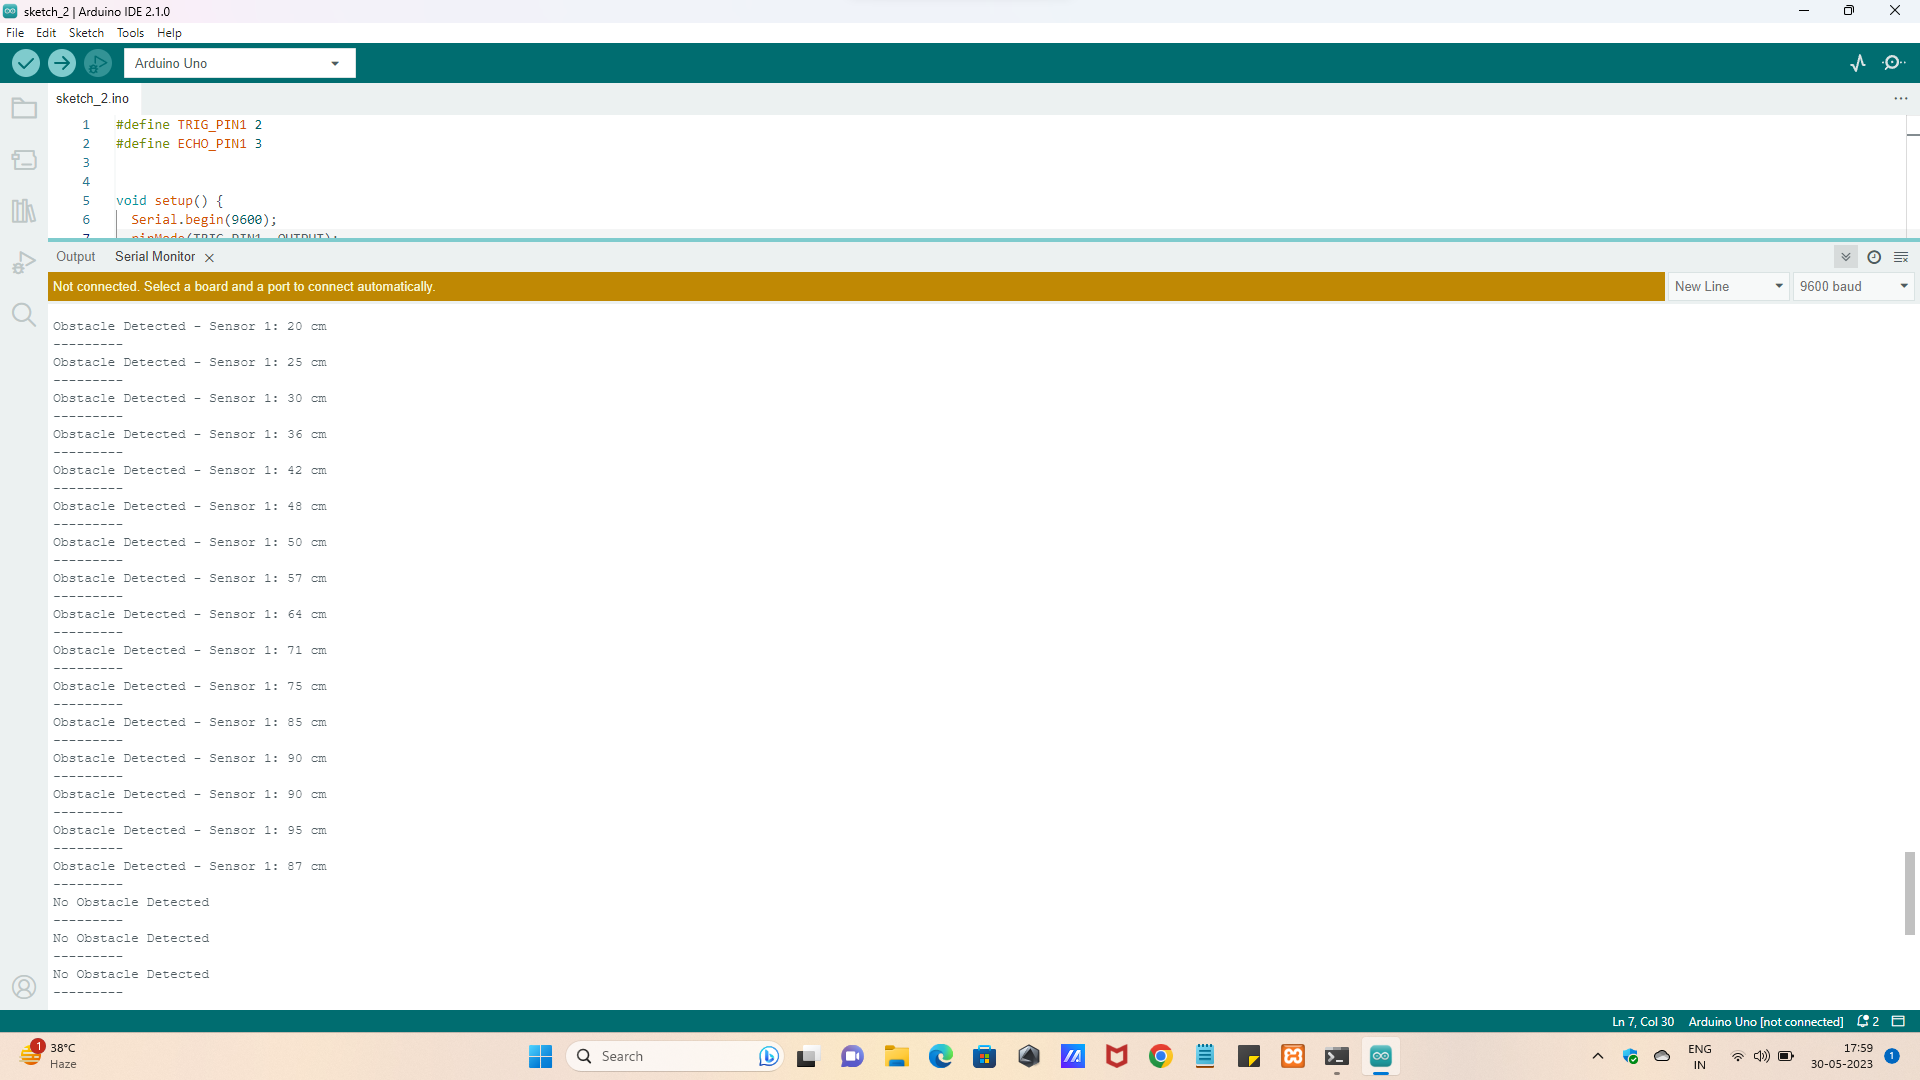 sketch_2 | Arduino IDE 2.1.0
File Edit Sketch Tools Help
Arduino Uno
sketch_2.ino
1 #define TRIG_PIN1 2
2 #define ECHO_PIN1 3
3
4
5 void setup() {
6 Serial.begin(9600);
7 pinMode(TRIG_PIN1, OUTPUT);
Output Serial Monitor
Not connected. Select a board and a port to connect automatically.
New Line 9600 baud
Obstacle Detected - Sensor 1: 20 cm
---------
Obstacle Detected - Sensor 1: 25 cm
---------
Obstacle Detected - Sensor 1: 30 cm
---------
Obstacle Detected - Sensor 1: 36 cm
---------
Obstacle Detected - Sensor 1: 42 cm
---------
Obstacle Detected - Sensor 1: 48 cm
---------
Obstacle Detected - Sensor 1: 50 cm
---------
Obstacle Detected - Sensor 1: 57 cm
---------
Obstacle Detected - Sensor 1: 64 cm
---------
Obstacle Detected - Sensor 1: 71 cm
---------
Obstacle Detected - Sensor 1: 75 cm
---------
Obstacle Detected - Sensor 1: 85 cm
---------
Obstacle Detected - Sensor 1: 90 cm
---------
Obstacle Detected - Sensor 1: 90 cm
---------
Obstacle Detected - Sensor 1: 95 cm
---------
Obstacle Detected - Sensor 1: 87 cm
---------
No Obstacle Detected
---------
No Obstacle Detected
---------
No Obstacle Detected
---------
Ln 7, Col 30 Arduino Uno [not connected] 2
1
38°C
Haze
Search
ENG
IN
17:59
30-05-2023
1